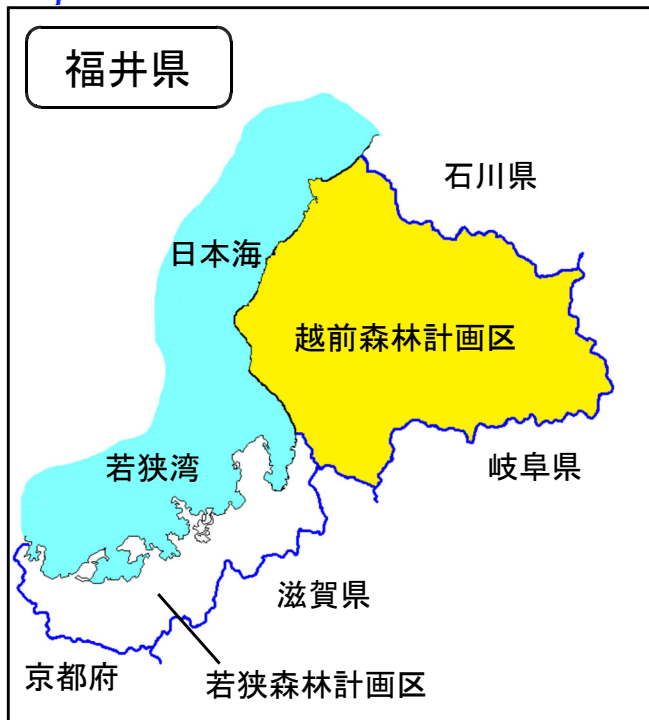 福井県
石川県
日本海
越前森林計画区
若狭湾
岐阜県
滋賀県
京都府
若狭森林計画区